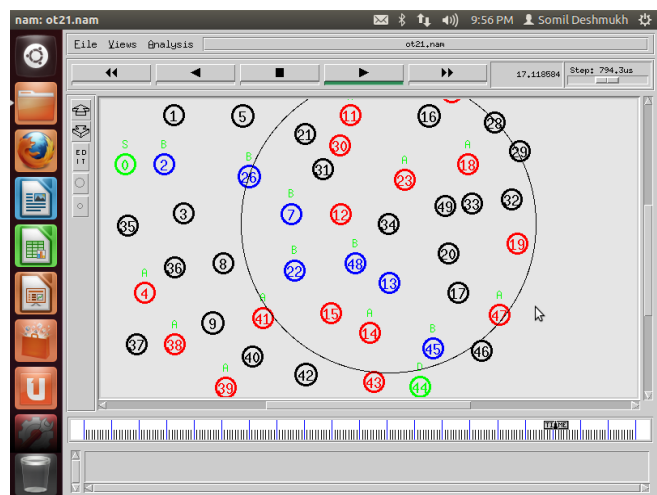 nam: ot21.nam 9:56 PM Somil Deshmukh
File Views Analysis ot21.nam
17.118584 Step: 794.3us
ED
IT
1 5 11 16 28
21 30 29
S B A
0 2 31 18
B A
26 23
B
7 12 49 33 32
35 3 34
19
B B
36 8 22 48 20
A
4 13 17
A A A
41 15 14 47
A B
37 38 9 45 46
40
A D
39 42 43 44